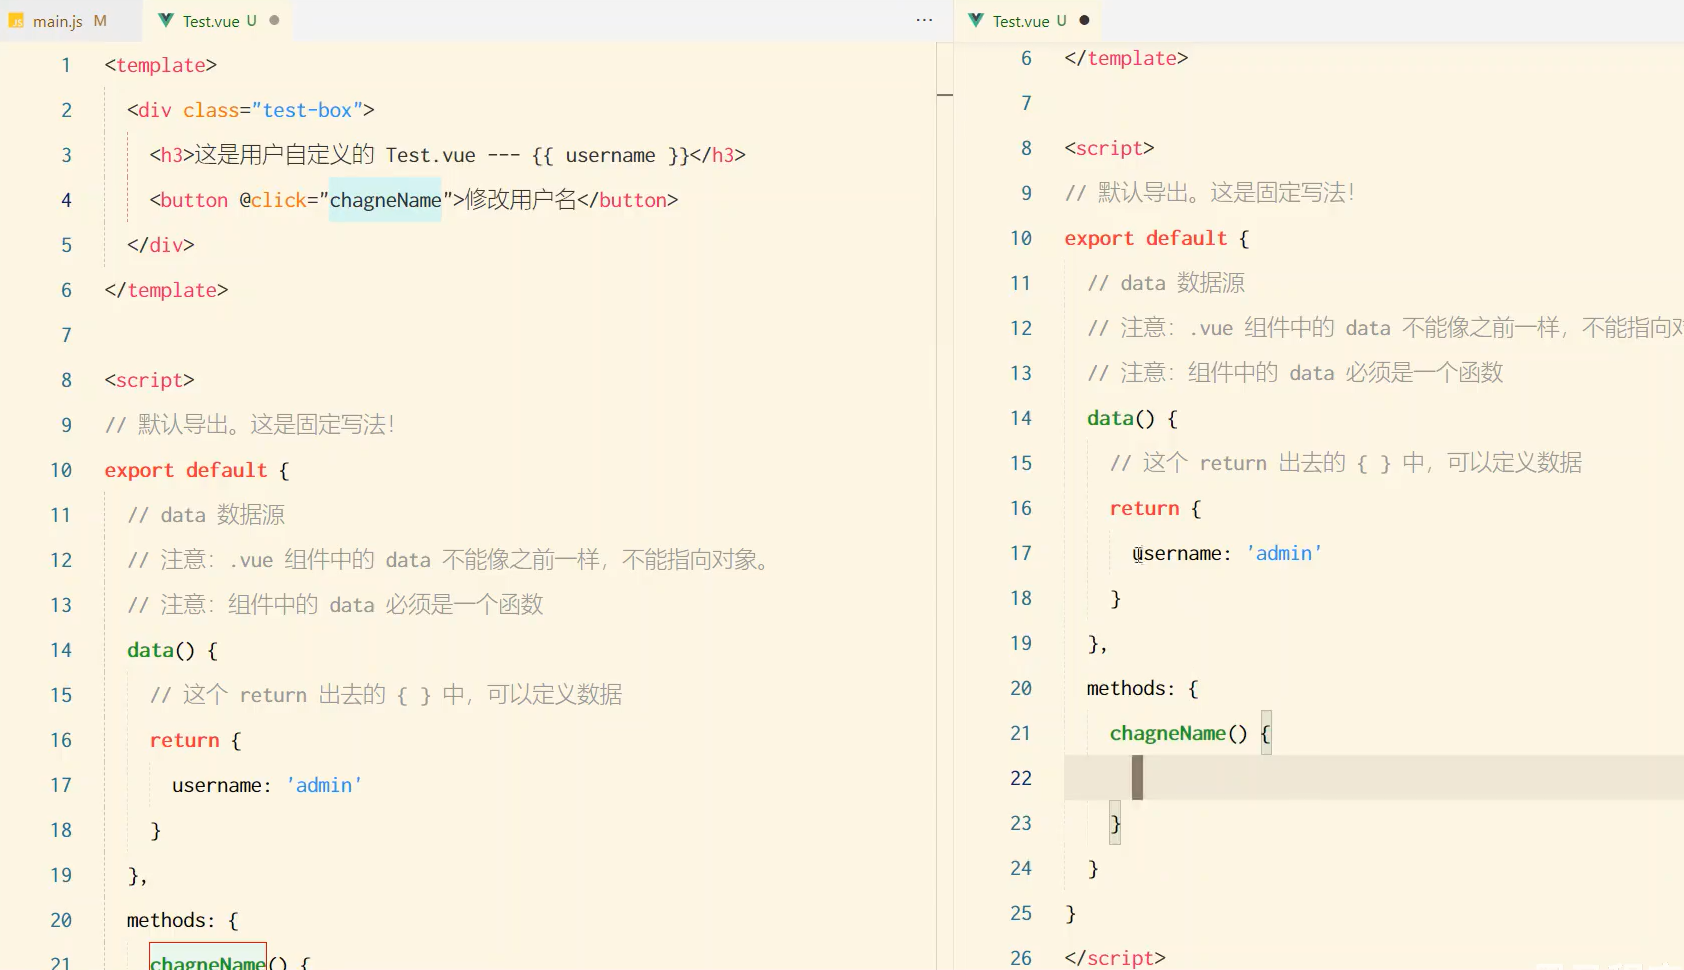 JS main.js M
Test.vue U
1 <template>
2 <div class="test-box">
3 <h3>这是用户自定义的 Test.vue --- {{ username }}</h3>
4 <button @click="chagneName">修改用户名</button>
5 </div>
6 </template>
7
8 <script>
9 // 默认导出。这是固定写法!
10 export default {
11 // data 数据源
12 // 注意: .vue 组件中的 data 不能像之前一样, 不能指向对象。
13 // 注意: 组件中的 data 必须是一个函数
14 data() {
15 // 这个 return 出去的 { } 中, 可以定义数据
16 return {
17 username: 'admin'
18 }
19 },
20 methods: {
21 chagneName() {
Test.vue U
6 </template>
7
8 <script>
9 // 默认导出。这是固定写法!
10 export default {
11 // data 数据源
12 // 注意: .vue 组件中的 data 不能像之前一样, 不能指向对
13 // 注意: 组件中的 data 必须是一个函数
14 data() {
15 // 这个 return 出去的 { } 中, 可以定义数据
16 return {
17 username: 'admin'
18 }
19 },
20 methods: {
21 chagneName() {
22
23 }
24 }
25 }
26 </script>